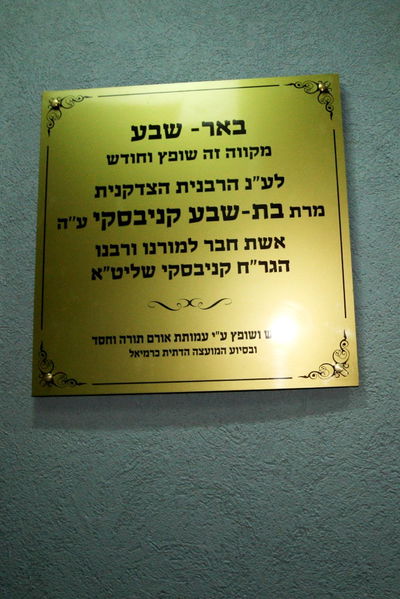 באר- שבע
מקווה זה שופץ וחודש
לע"נ הרבנית הצדקנית
מרת בת-שבע קניבסקי ע"ה
אשת חבר למורנו ורבנו
הגר"ח קניבסקי שליט"א
ושופץ ע"י עמותת אורם תורה וחסד
ובסיוע המועצה הדתית כרמיאל